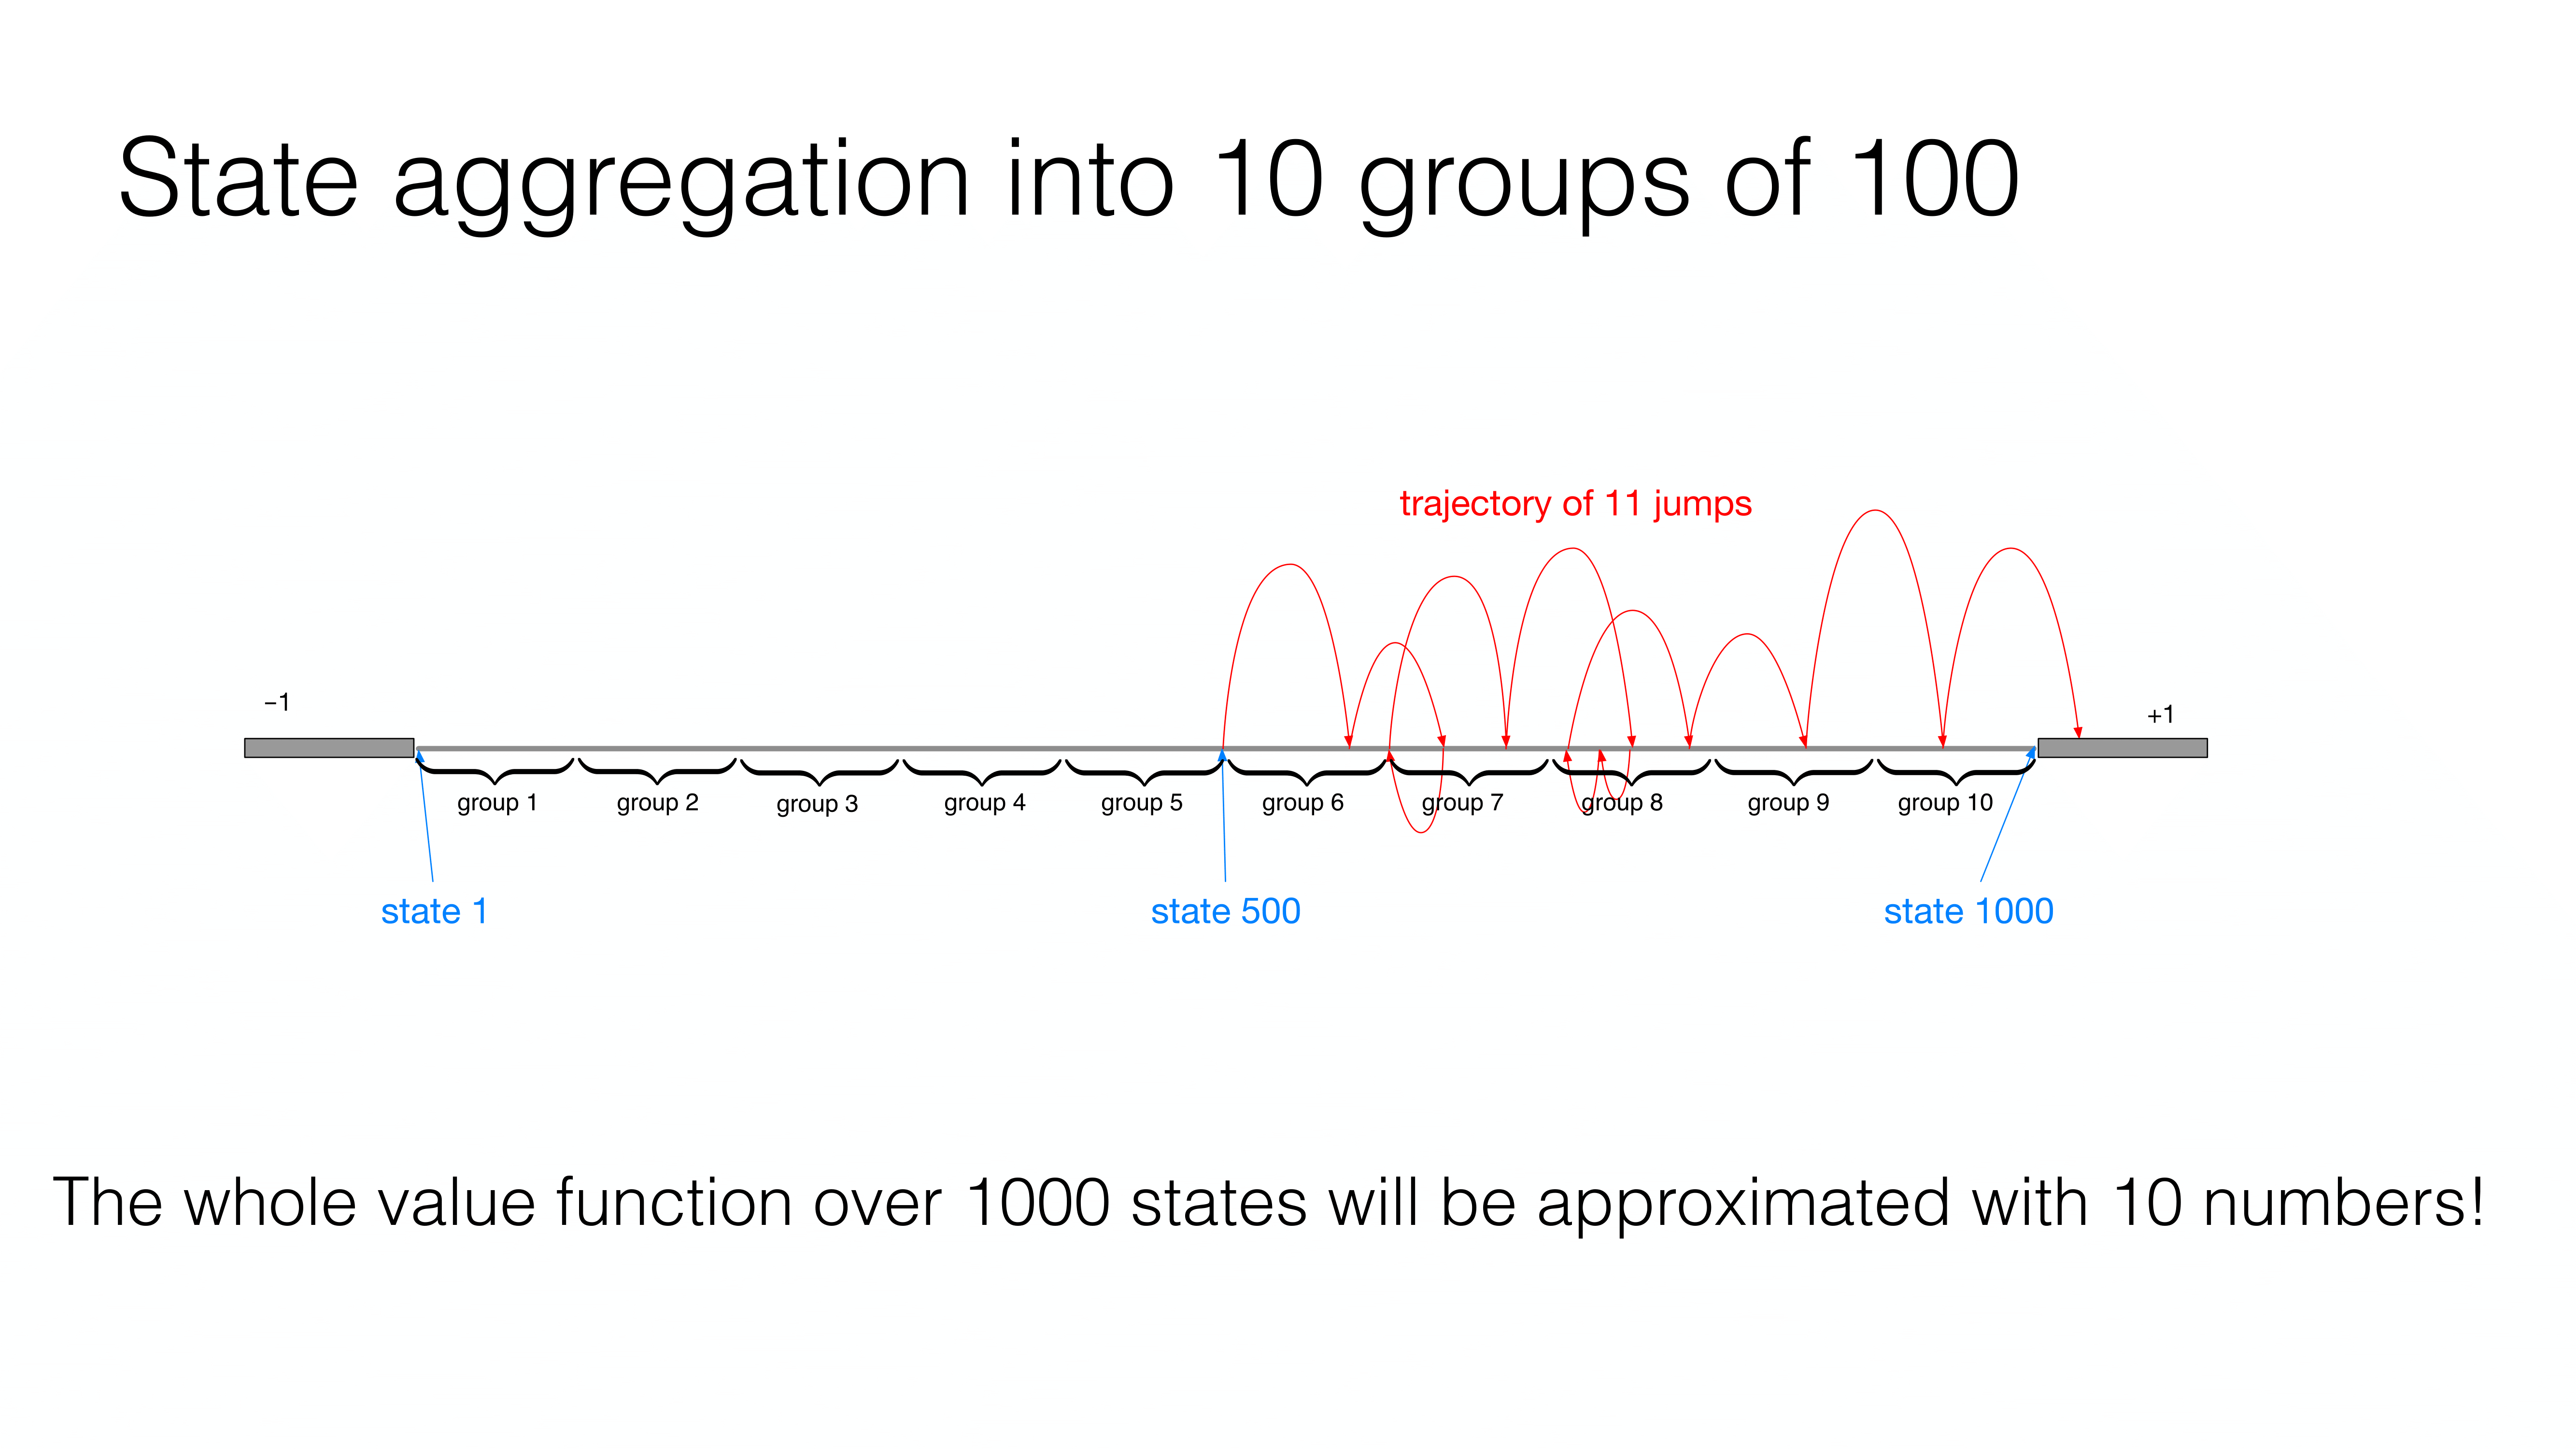 State aggregation into 10 groups of 100
trajectory of 11 jumps
−1
+1
group 1
group 2
group 3
group 4
group 5
group 6
group 7
group 8
group 9
group 10
state 1
state 500
state 1000
The whole value function over 1000 states will be approximated with 10 numbers!